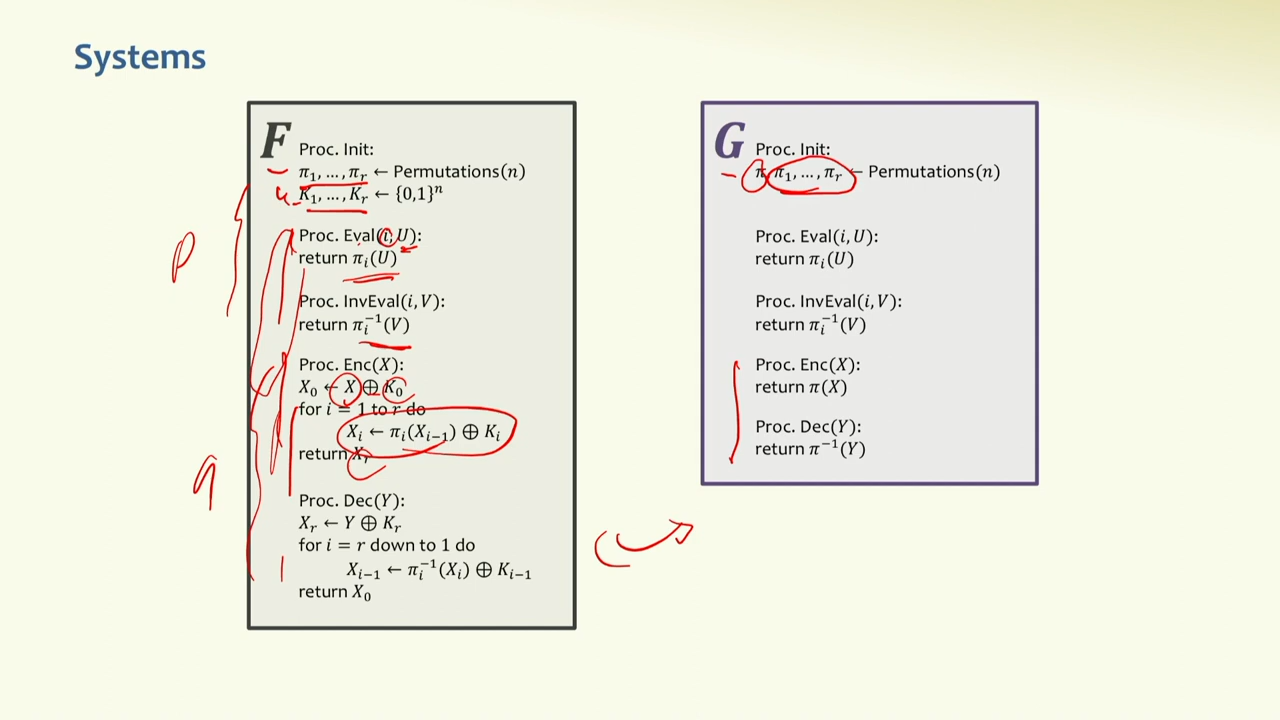 Systems
F
Proc. Init:
π₁, …, πᵣ ← Permutations(n)
K₁, …, Kᵣ ← {0,1}ⁿ
Proc. Eval(i, U):
return πᵢ(U)
Proc. InvEval(i, V):
return πᵢ⁻¹(V)
Proc. Enc(X):
X₀ ← X ⊕ K₀
for i = 1 to r do
Xᵢ ← πᵢ(Xᵢ₋₁) ⊕ Kᵢ
return Xᵣ
Proc. Dec(Y):
Xᵣ ← Y ⊕ Kᵣ
for i = r down to 1 do
Xᵢ₋₁ ← πᵢ⁻¹(Xᵢ) ⊕ Kᵢ₋₁
return X₀
p
q
G
Proc. Init:
π, π₁, …, πᵣ ← Permutations(n)
Proc. Eval(i, U):
return πᵢ(U)
Proc. InvEval(i, V):
return πᵢ⁻¹(V)
Proc. Enc(X):
return π(X)
Proc. Dec(Y):
return π⁻¹(Y)